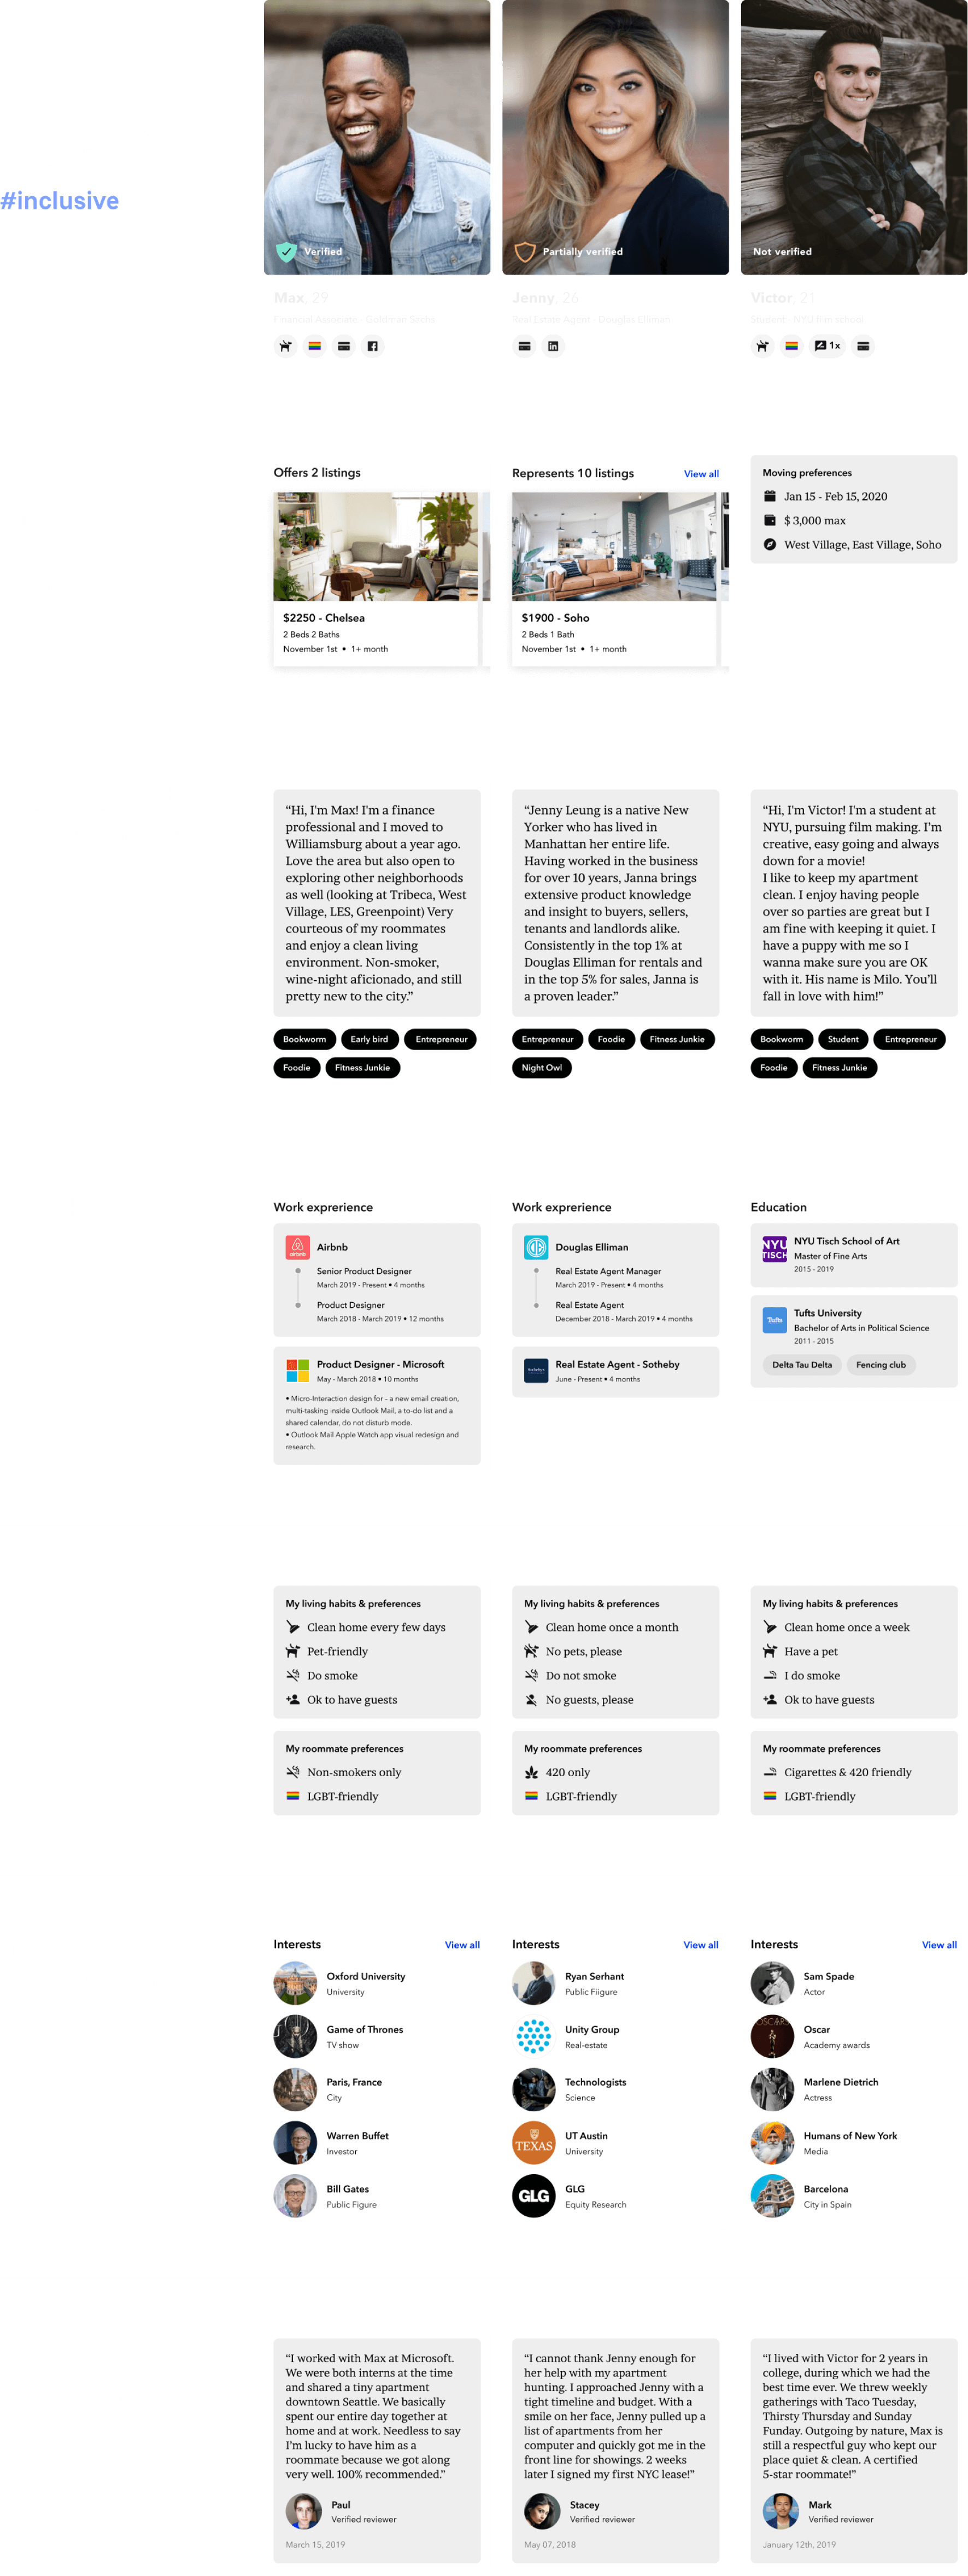 #inclusive
Verified
Partially verified
Not verified
Max, 29
Jenny, 26
Victor, 21
Financial Associate - Goldman Sachs
Real Estate Agent - Douglas Elliman
Student - NYU film school
1x
Offers 2 listings
$2250 - Chelsea
2 Beds 2 Baths
November 1st • 1+ month
Represents 10 listings
View all
$1900 - Soho
2 Beds 1 Bath
November 1st • 1+ month
Moving preferences
Jan 15 - Feb 15, 2020
$ 3,000 max
West Village, East Village, Soho
“Hi, I'm Max! I'm a finance
professional and I moved to
Williamsburg about a year ago.
Love the area but also open to
exploring other neighborhoods
as well (looking at Tribeca, West
Village, LES, Greenpoint) Very
courteous of my roommates
and enjoy a clean living
environment. Non-smoker,
wine-night aficionado, and still
pretty new to the city.”
Bookworm
Early bird
Entrepreneur
Foodie
Fitness Junkie
“Jenny Leung is a native New
Yorker who has lived in
Manhattan her entire life.
Having worked in the business
for over 10 years, Janna brings
extensive product knowledge
and insight to buyers, sellers,
tenants and landlords alike.
Consistently in the top 1% at
Douglas Elliman for rentals and
in the top 5% for sales, Janna is
a proven leader.”
Entrepreneur
Foodie
Fitness Junkie
Night Owl
“Hi, I'm Victor! I'm a student at
NYU, pursuing film making. I’m
creative, easy going and always
down for a movie!
I like to keep my apartment
clean. I enjoy having people
over so parties are great but I
am fine with keeping it quiet. I
have a puppy with me so I
wanna make sure you are OK
with it. His name is Milo. You’ll
fall in love with him!”
Bookworm
Student
Entrepreneur
Foodie
Fitness Junkie
Work exprerience
airbnb
Airbnb
Senior Product Designer
March 2019 - Present • 4 months
Product Designer
March 2018 - March 2019 • 12 months
Product Designer - Microsoft
May - March 2018 • 10 months
• Micro-Interaction design for - a new email creation,
multi-tasking inside Outlook Mail, a to-do list and a
shared calendar, do not disturb mode.
• Outlook Mail Apple Watch app visual redesign and
research.
Work exprerience
Douglas Elliman
Real Estate Agent Manager
March 2019 - Present • 4 months
Real Estate Agent
December 2018 - March 2019 • 4 months
Real Estate Agent - Sotheby
June - Present • 4 months
Education
NYU
TISCH
NYU Tisch School of Art
Master of Fine Arts
2015 - 2019
Tufts
Tufts University
Bachelor of Arts in Political Science
2011 - 2015
Delta Tau Delta
Fencing club
My living habits & preferences
Clean home every few days
Pet-friendly
Do smoke
Ok to have guests
My roommate preferences
Non-smokers only
LGBT-friendly
My living habits & preferences
Clean home once a month
No pets, please
Do not smoke
No guests, please
My roommate preferences
420 only
LGBT-friendly
My living habits & preferences
Clean home once a week
Have a pet
I do smoke
Ok to have guests
My roommate preferences
Cigarettes & 420 friendly
LGBT-friendly
Interests
View all
Oxford University
University
Game of Thrones
TV show
Paris, France
City
Warren Buffet
Investor
Bill Gates
Public Figure
Interests
View all
Ryan Serhant
Public Fiigure
Unity Group
Real-estate
Technologists
Science
TEXAS
UT Austin
University
GLG
GLG
Equity Research
Interests
View all
Sam Spade
Actor
OSCARS
Oscar
Academy awards
Marlene Dietrich
Actress
Humans of New York
Media
Barcelona
City in Spain
“I worked with Max at Microsoft.
We were both interns at the time
and shared a tiny apartment
downtown Seattle. We basically
spent our entire day together at
home and at work. Needless to say
I’m lucky to have him as a
roommate because we got along
very well. 100% recommended.”
Paul
Verified reviewer
March 15, 2019
“I cannot thank Jenny enough for
her help with my apartment
hunting. I approached Jenny with a
tight timeline and budget. With a
smile on her face, Jenny pulled up a
list of apartments from her
computer and quickly got me in the
front line for showings. 2 weeks
later I signed my first NYC lease!”
Stacey
Verified reviewer
May 07, 2018
“I lived with Victor for 2 years in
college, during which we had the
best time ever. We threw weekly
gatherings with Taco Tuesday,
Thirsty Thursday and Sunday
Funday. Outgoing by nature, Max is
still a respectful guy who kept our
place quiet & clean. A certified
5-star roommate!”
Mark
Verified reviewer
January 12th, 2019